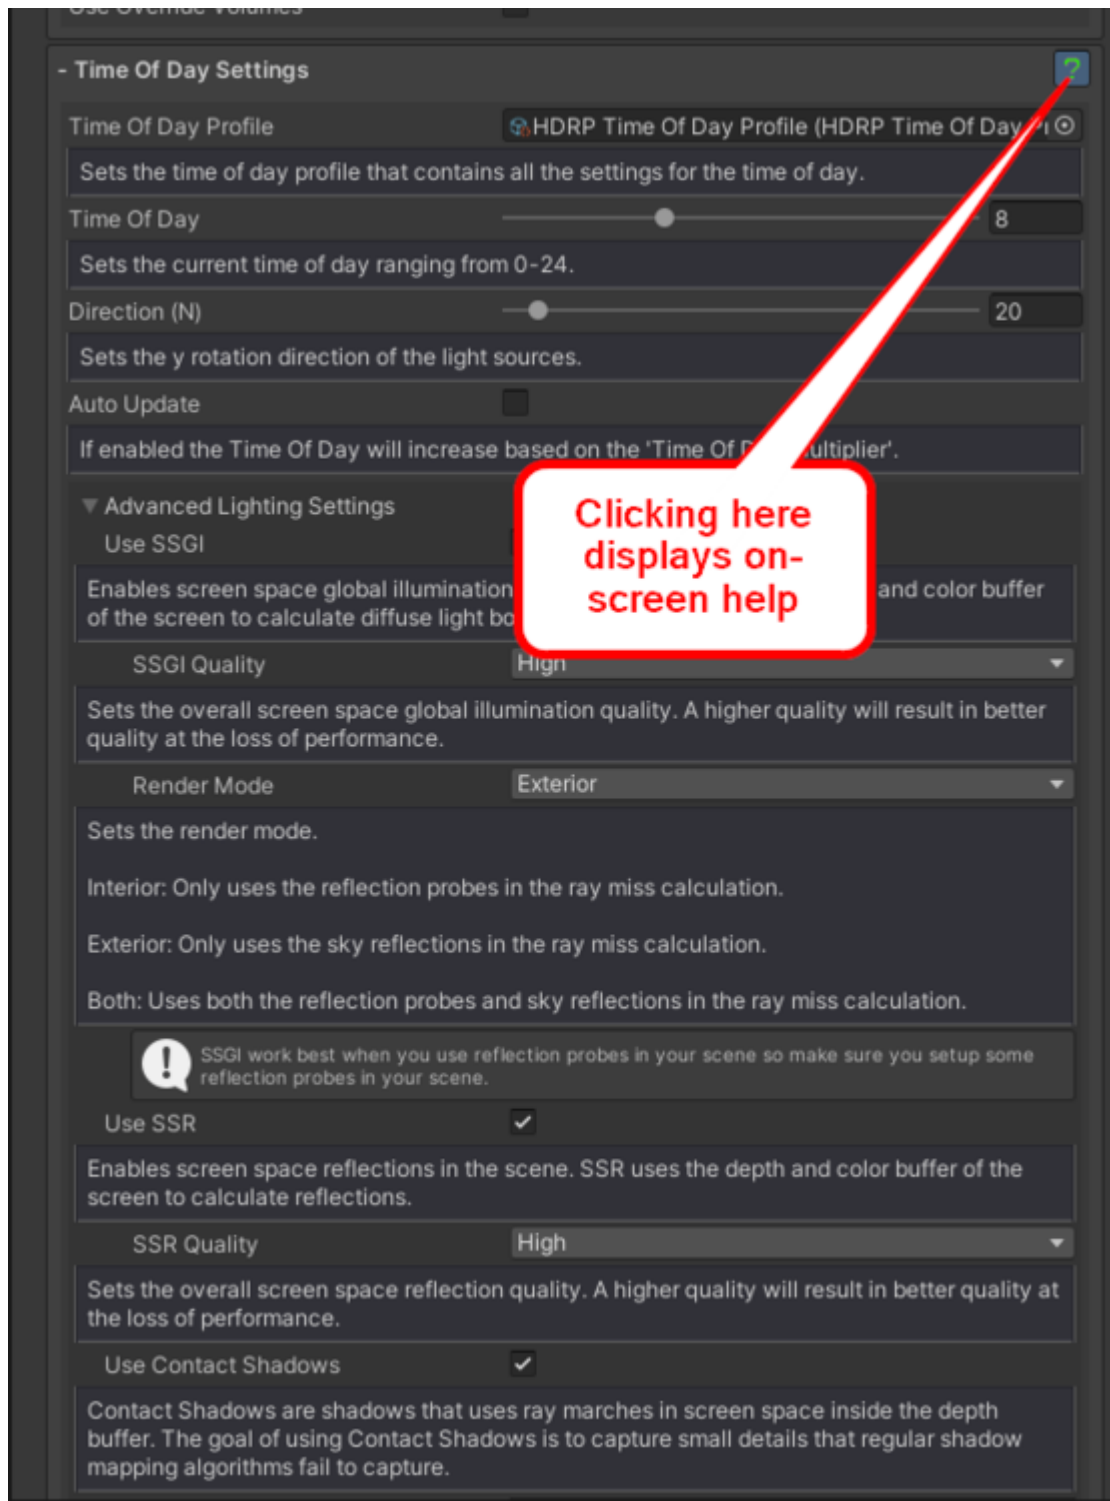 Use Override Volumes
- Time Of Day Settings
?
Time Of Day Profile
HDRP Time Of Day Profile (HDRP Time Of Day
Sets the time of day profile that contains all the settings for the time of day.
Time Of Day
8
Sets the current time of day ranging from 0-24.
Direction (N)
20
Sets the y rotation direction of the light sources.
Auto Update
If enabled the Time Of Day will increase based on the 'Time Of
Clicking here
displays on-
screen help
Advanced Lighting Settings
Use SSGI
Enables screen space global illumination and color buffer
of the screen to calculate diffuse light
SSGI Quality
High
Sets the overall screen space global illumination quality. A higher quality will result in better
quality at the loss of performance.
Render Mode
Exterior
Sets the render mode.
Interior: Only uses the reflection probes in the ray miss calculation.
Exterior: Only uses the sky reflections in the ray miss calculation.
Both: Uses both the reflection probes and sky reflections in the ray miss calculation.
!
SSGI work best when you use reflection probes in your scene so make sure you setup some
reflection probes in your scene.
Use SSR
Enables screen space reflections in the scene. SSR uses the depth and color buffer of the
screen to calculate reflections.
SSR Quality
High
Sets the overall screen space reflection quality. A higher quality will result in better quality at
the loss of performance.
Use Contact Shadows
Contact Shadows are shadows that uses ray marches in screen space inside the depth
buffer. The goal of using Contact Shadows is to capture small details that regular shadow
mapping algorithms fail to capture.